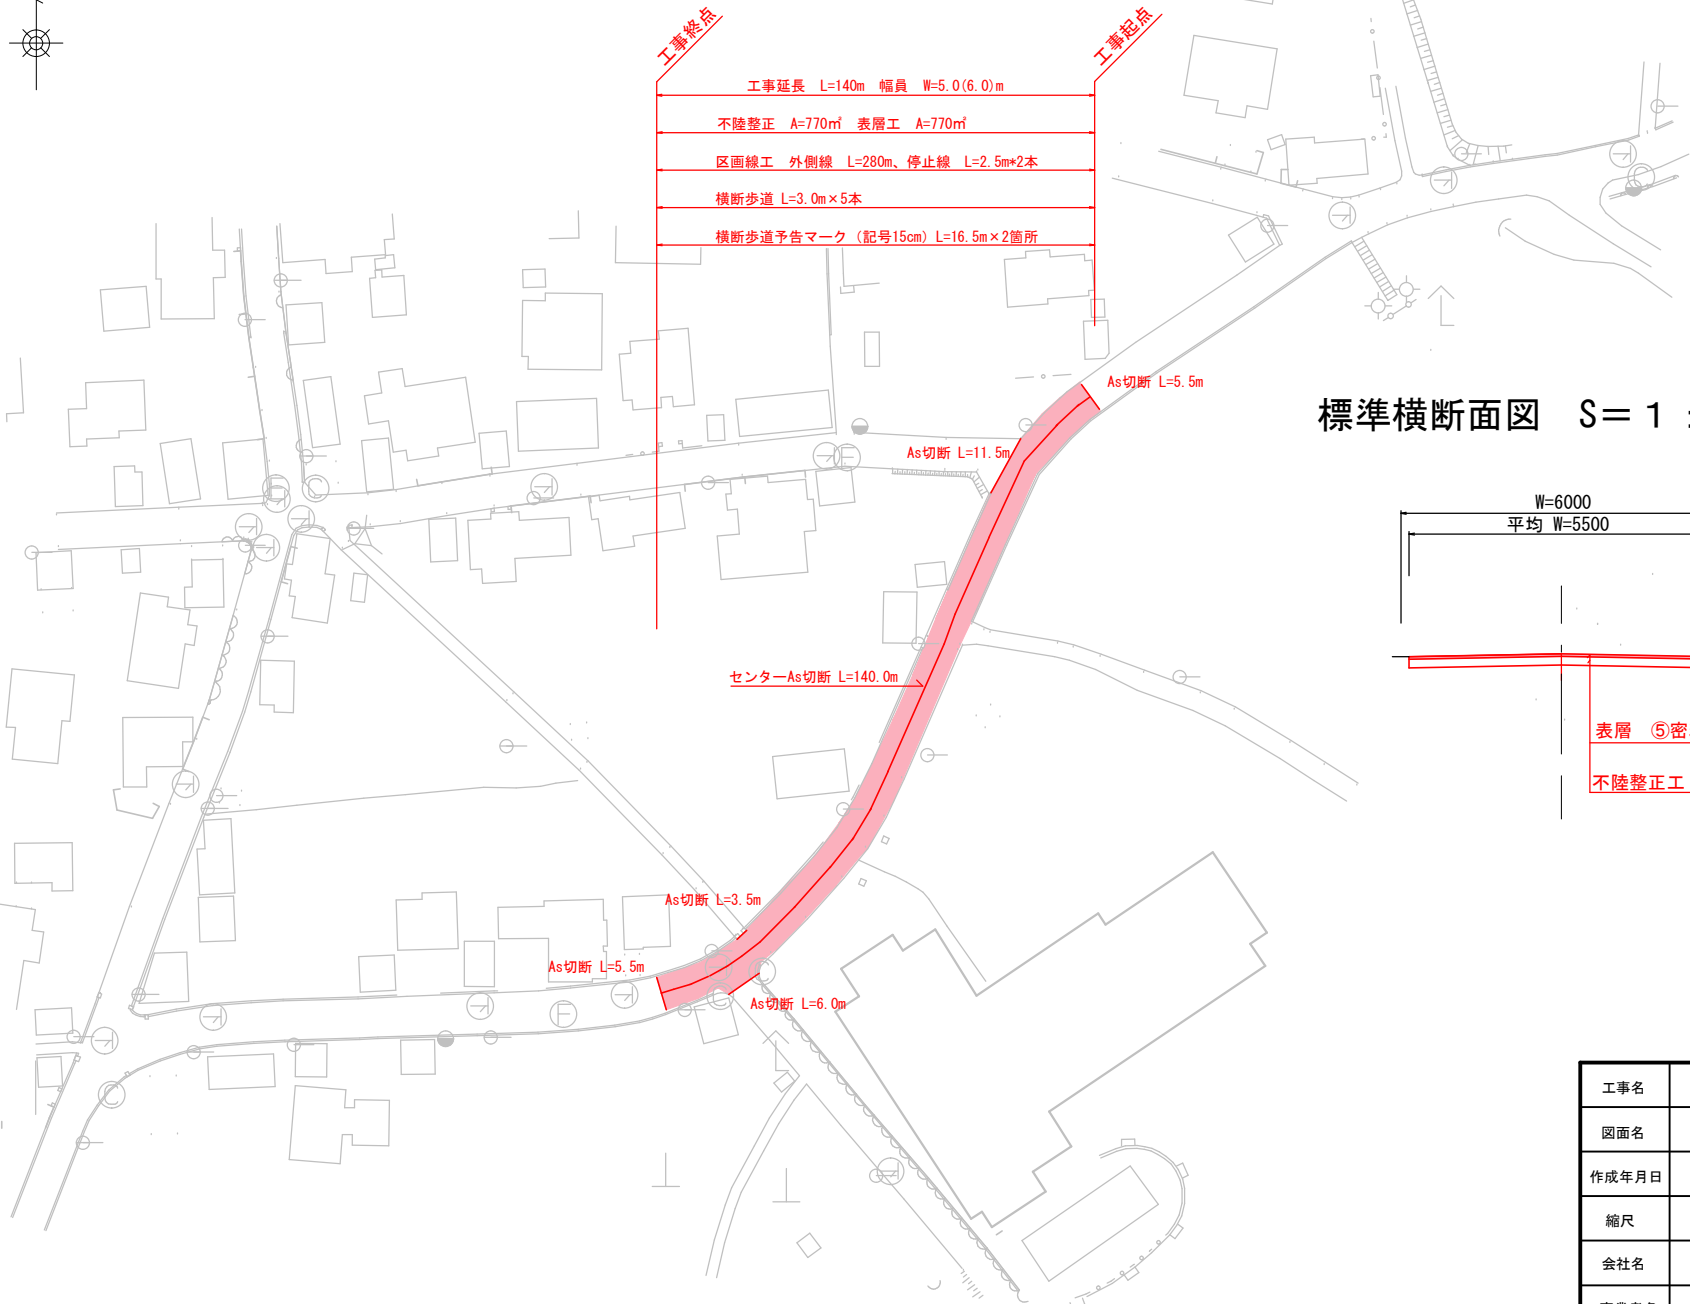 工事終点
工事起点
工事延長 L=140m 幅員 W=5.0(6.0)m
不陸整正 A=770㎡ 表層工 A=770㎡
区画線工 外側線 L=280m、停止線 L=2.5m*2本
横断歩道 L=3.0m×5本
横断歩道予告マーク（記号15cm）L=16.5m×2箇所
As切断 L=5.5m
標準横断面図 S=1
As切断 L=11.5m
W=6000
平均 W=5500
センターAs切断 L=140.0m
表層 ⑤密
不陸整正工
As切断 L=3.5m
As切断 L=5.5m
As切断 L=6.0m
工事名
図面名
作成年月日
縮尺
会社名